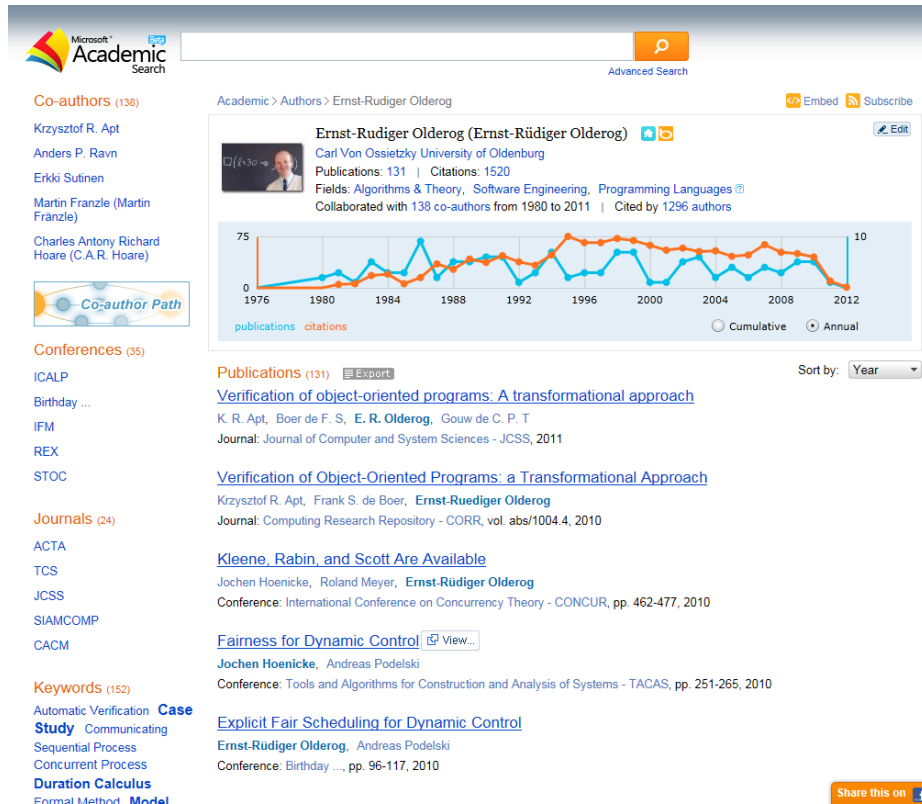 Microsoft® Beta
Academic
Search
Advanced Search
Co-authors (138)
Krzysztof R. Apt
Anders P. Ravn
Erkki Sutinen
Martin Franzle (Martin
Fränzle)
Charles Antony Richard
Hoare (C.A.R. Hoare)
Co-author Path
Conferences (35)
ICALP
Birthday ...
IFM
REX
STOC
Journals (24)
ACTA
TCS
JCSS
SIAMCOMP
CACM
Keywords (152)
Automatic Verification Case
Study Communicating
Sequential Process
Concurrent Process
Duration Calculus
Formal Method Model
Academic > Authors > Ernst-Rudiger Olderog
Embed Subscribe
Ernst-Rudiger Olderog (Ernst-Rüdiger Olderog)
Edit
Carl Von Ossietzky University of Oldenburg
Publications: 131 | Citations: 1520
Fields: Algorithms & Theory, Software Engineering, Programming Languages ?
Collaborated with 138 co-authors from 1980 to 2011 | Cited by 1296 authors
75 10
0
1976 1980 1984 1988 1992 1996 2000 2004 2008 2012
publications citations Cumulative Annual
Publications (131) Export Sort by: Year
Verification of object-oriented programs: A transformational approach
K. R. Apt, Boer de F. S, E. R. Olderog, Gouw de C. P. T
Journal: Journal of Computer and System Sciences - JCSS, 2011
Verification of Object-Oriented Programs: a Transformational Approach
Krzysztof R. Apt, Frank S. de Boer, Ernst-Ruediger Olderog
Journal: Computing Research Repository - CORR, vol. abs/1004.4, 2010
Kleene, Rabin, and Scott Are Available
Jochen Hoenicke, Roland Meyer, Ernst-Rüdiger Olderog
Conference: International Conference on Concurrency Theory - CONCUR, pp. 462-477, 2010
Fairness for Dynamic Control View...
Jochen Hoenicke, Andreas Podelski
Conference: Tools and Algorithms for Construction and Analysis of Systems - TACAS, pp. 251-265, 2010
Explicit Fair Scheduling for Dynamic Control
Ernst-Rüdiger Olderog, Andreas Podelski
Conference: Birthday ..., pp. 96-117, 2010
Share this on